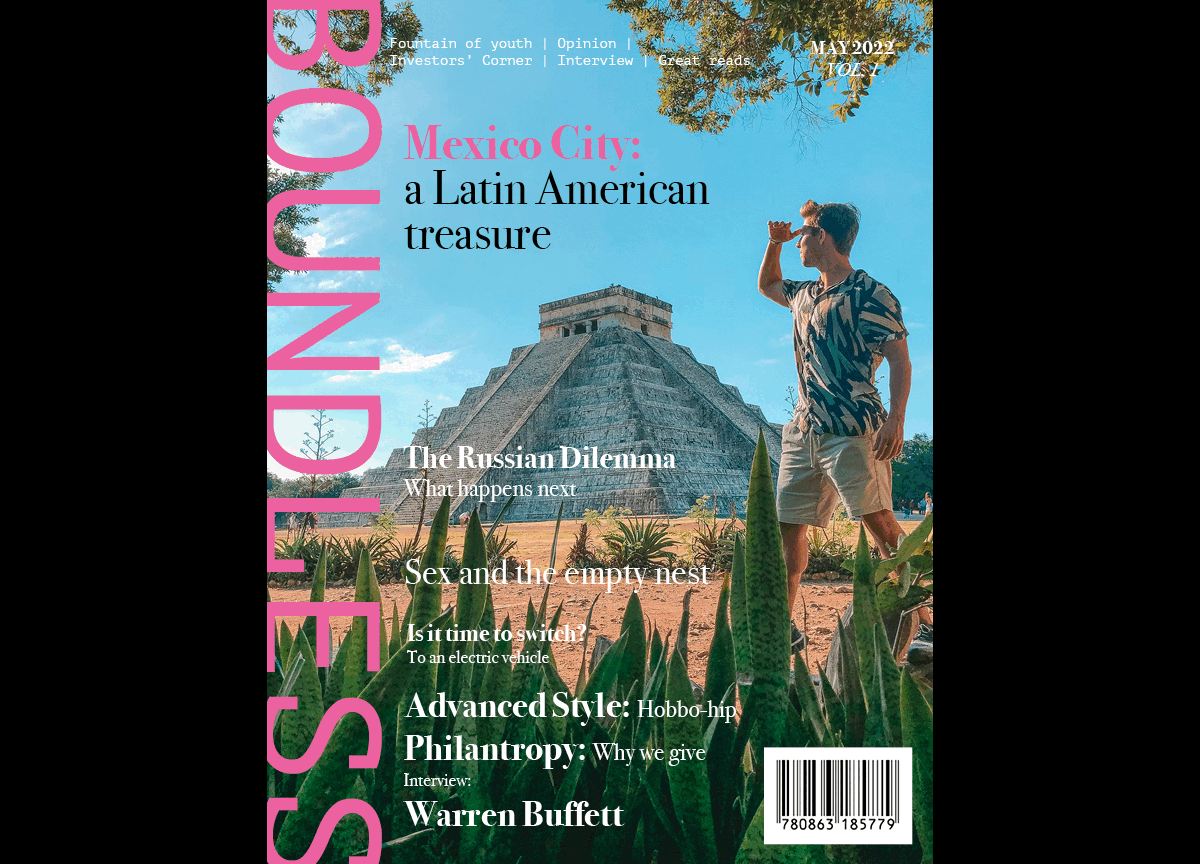 BOUNDLESS
Fountain of youth | Opinion |
Investors' Corner | Interview | Great reads
MAY 2022
VOL. 1
Mexico City:
a Latin American
treasure
The Russian Dilemma
What happens next
Sex and the empty nest
Is it time to switch?
To an electric vehicle
Advanced Style: Hobbo-hip
Philantropy: Why we give
Interview:
Warren Buffett
780863 185779